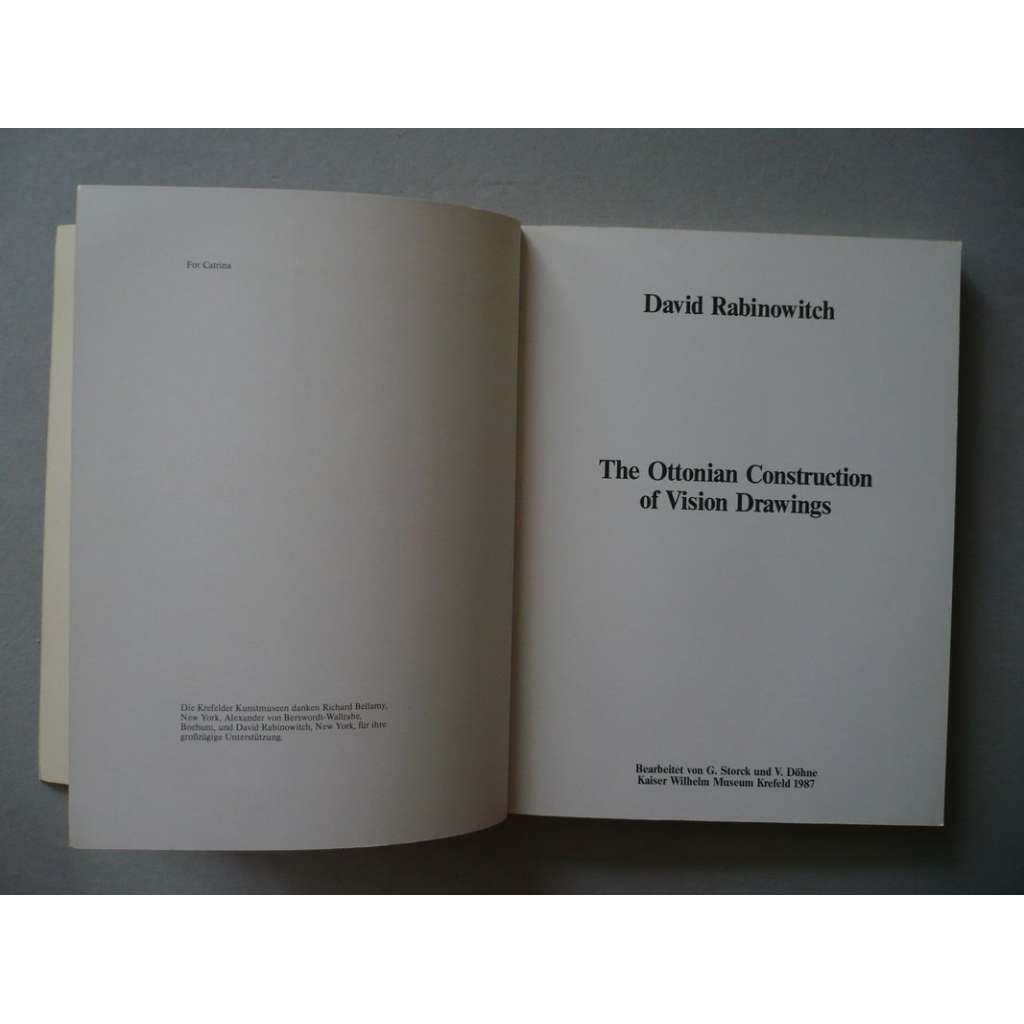 For Catrina
Die Krefelder Kunstmuseen danken Richard Bellamy,
New York, Alexander von Berswordt-Wallrabe,
Bochum, und David Rabinowitch, New York, für ihre
großzügige Unterstützung.
David Rabinowitch
The Ottonian Construction
of Vision Drawings
Bearbeitet von G. Storck und V. Döhne
Kaiser Wilhelm Museum Krefeld 1987